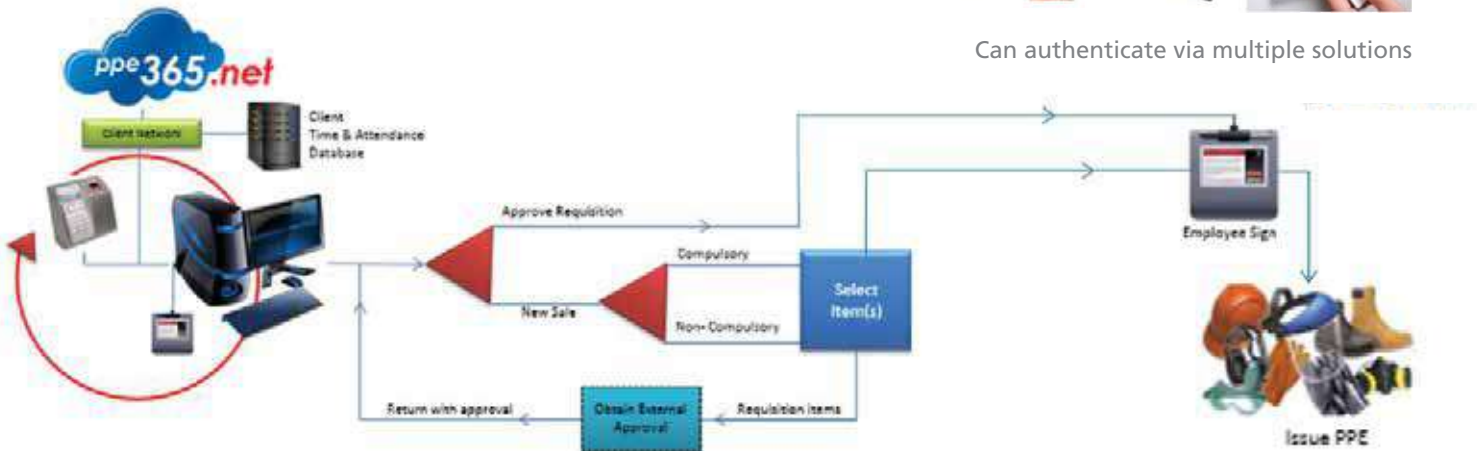 Can authenticate via multiple solutions
ppe365.net
Client Network
Client
Time & Attendance
Database
Approve Requisition
Compulsory
New Sale
Non- Compulsory
Select
Item(s)
Employee Sign
Return with approval
Obtain External
Approval
Requisition items
Issue PPE